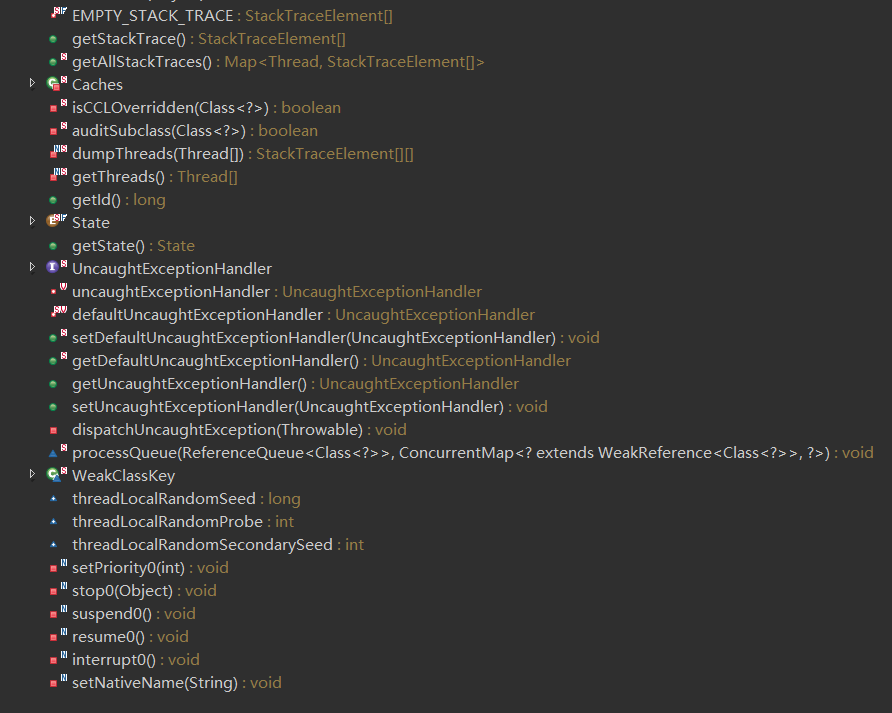 EMPTY_STACK_TRACE : StackTraceElement[]
getStackTrace() : StackTraceElement[]
getAllStackTraces() : Map<Thread, StackTraceElement[]>
Caches
isCCLOverridden(Class<?>) : boolean
auditSubclass(Class<?>) : boolean
dumpThreads(Thread[]) : StackTraceElement[][]
getThreads() : Thread[]
getId() : long
State
getState() : State
UncaughtExceptionHandler
uncaughtExceptionHandler : UncaughtExceptionHandler
defaultUncaughtExceptionHandler : UncaughtExceptionHandler
setDefaultUncaughtExceptionHandler(UncaughtExceptionHandler) : void
getDefaultUncaughtExceptionHandler() : UncaughtExceptionHandler
getUncaughtExceptionHandler() : UncaughtExceptionHandler
setUncaughtExceptionHandler(UncaughtExceptionHandler) : void
dispatchUncaughtException(Throwable) : void
processQueue(ReferenceQueue<Class<?>>, ConcurrentMap<? extends WeakReference<Class<?>>, ?>) : void
WeakClassKey
threadLocalRandomSeed : long
threadLocalRandomProbe : int
threadLocalRandomSecondarySeed : int
setPriority0(int) : void
stop0(Object) : void
suspend0() : void
resume0() : void
interrupt0() : void
setNativeName(String) : void